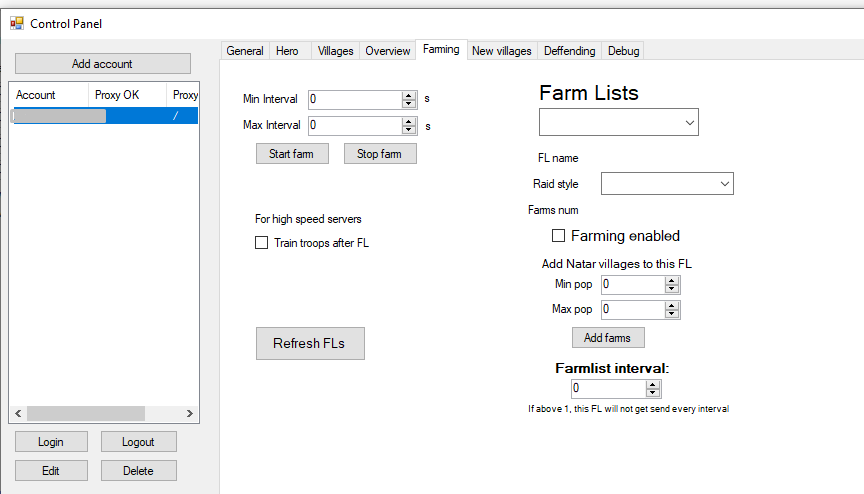 Control Panel
Add account
Account Proxy OK Proxy
/
Login Logout
Edit Delete
General Hero Villages Overview Farming New villages Deffending Debug
Min Interval 0 s
Max Interval 0 s
Start farm Stop farm
For high speed servers
Train troops after FL
Refresh FLs
Farm Lists
FL name
Raid style
Farms num
Farming enabled
Add Natar villages to this FL
Min pop 0
Max pop 0
Add farms
Farmlist interval:
0
If above 1, this FL will not get send every interval